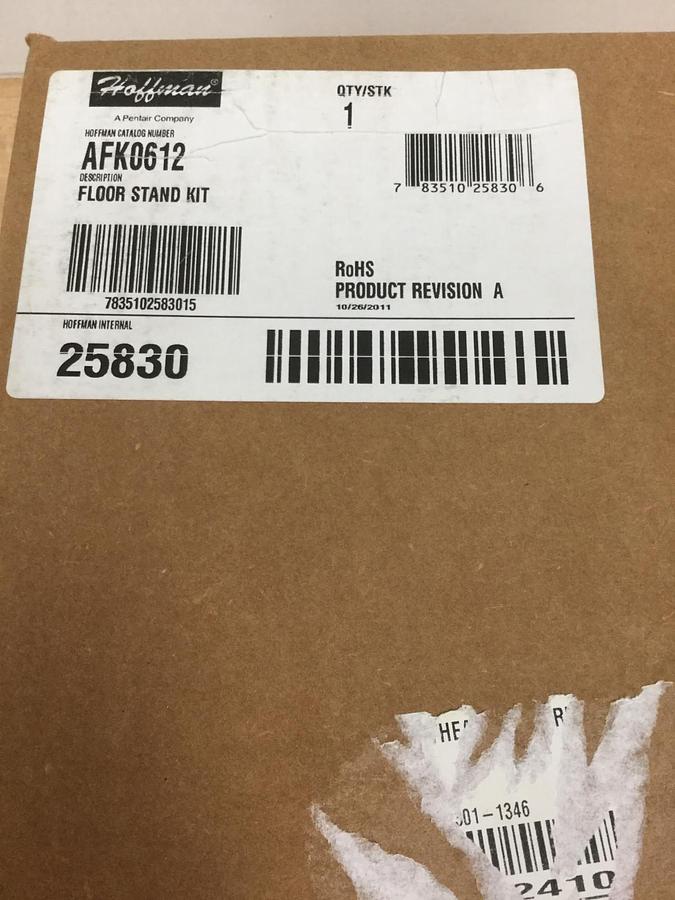 Hoffman®
A Pentair Company
HOFFMAN CATALOG NUMBER
AFK0612
DESCRIPTION
FLOOR STAND KIT
QTY/STK
1
7 83510 25830 6
7835102583015
RoHS
PRODUCT REVISION A
10/26/2011
HOFFMAN INTERNAL
25830
01-1346
2410